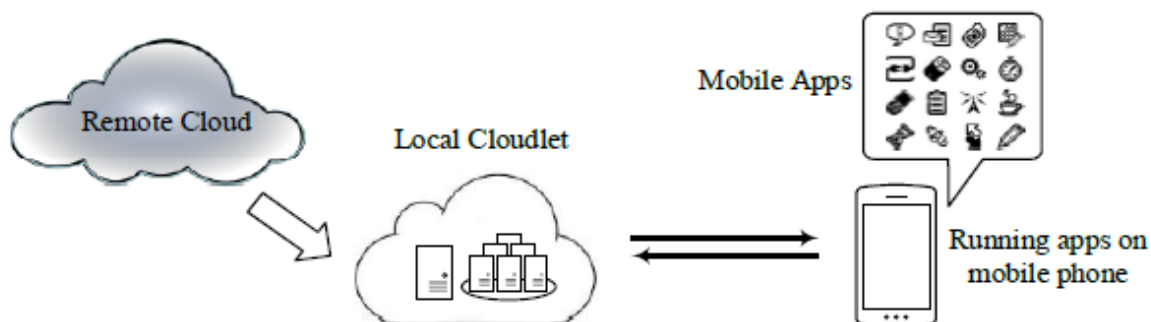 Remote Cloud
Local Cloudlet
Mobile Apps
Running apps on
mobile phone